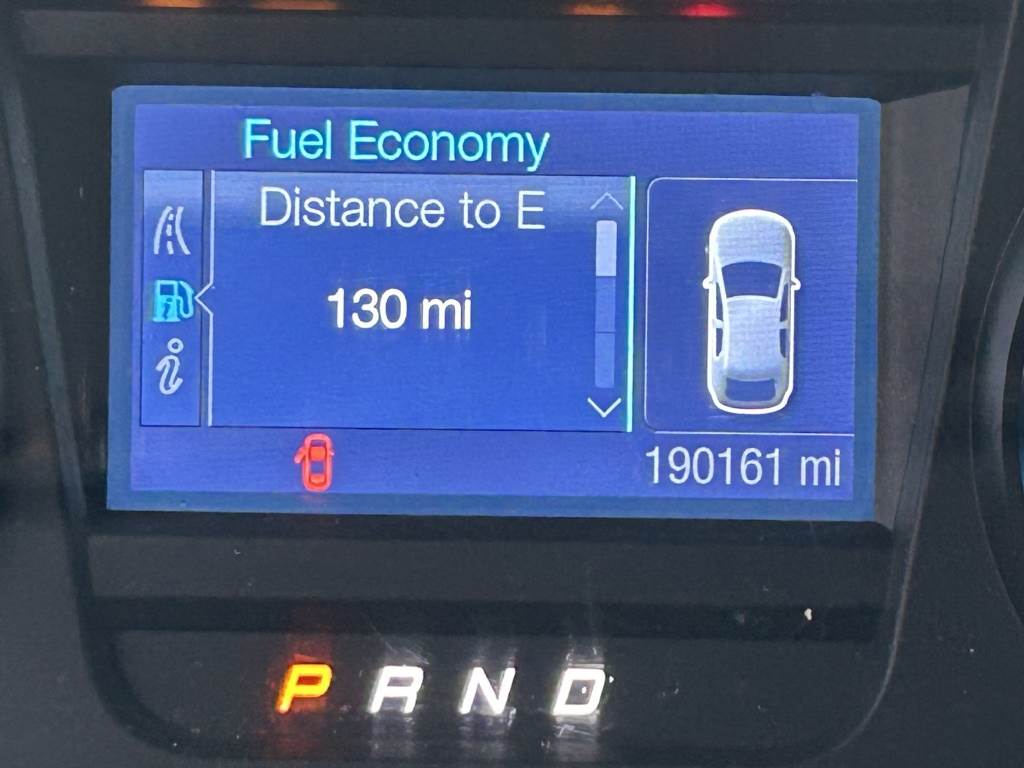 Fuel Economy
Distance to E
130 mi
190161 mi
P R N D